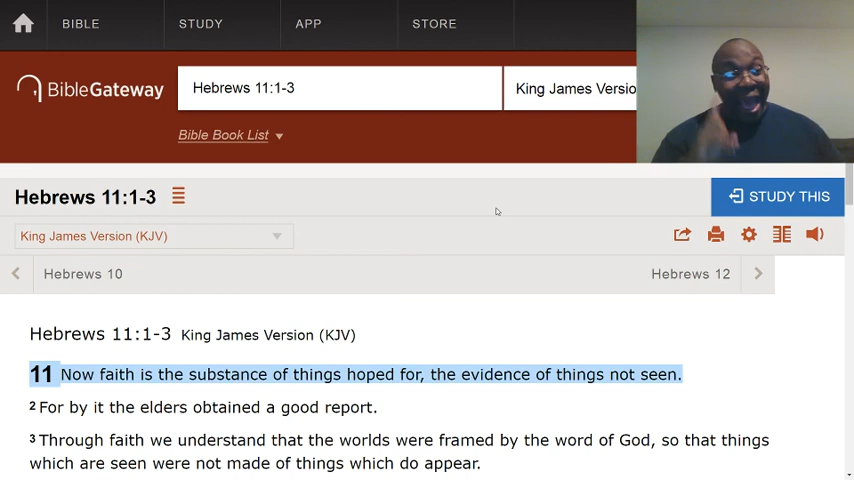 BIBLE STUDY APP STORE
BibleGateway Hebrews 11:1-3 King James Versio
Bible Book List
Hebrews 11:1-3 STUDY THIS
King James Version (KJV)
Hebrews 10 Hebrews 12
Hebrews 11:1-3 King James Version (KJV)
11 Now faith is the substance of things hoped for, the evidence of things not seen.
2 For by it the elders obtained a good report.
3 Through faith we understand that the worlds were framed by the word of God, so that things
which are seen were not made of things which do appear.